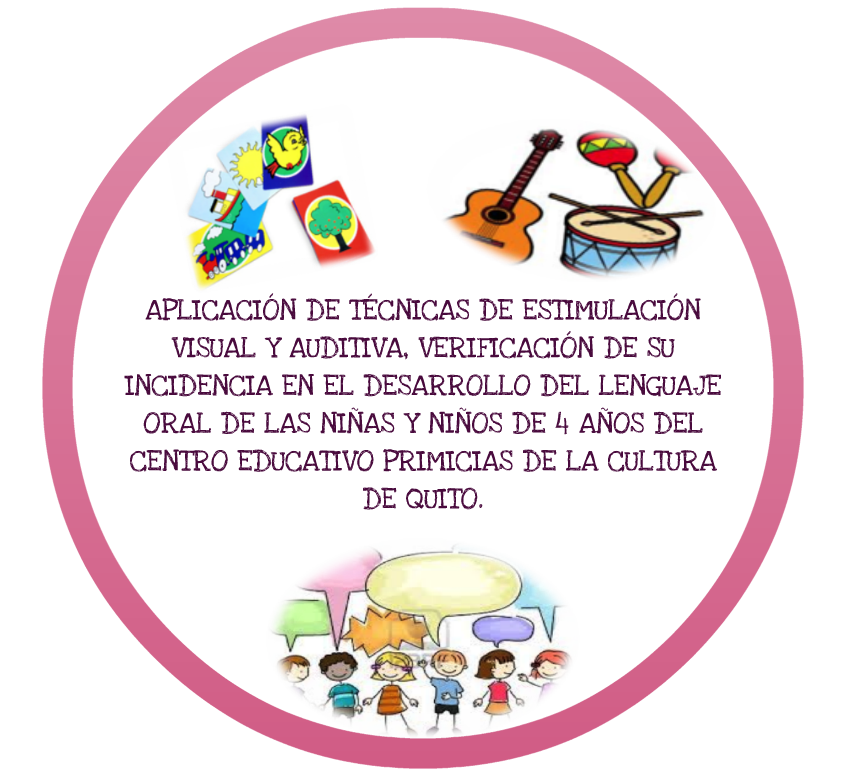 APLICACIÓN DE TÉCNICAS DE ESTIMULACIÓN
VISUAL Y AUDITIVA, VERIFICACIÓN DE SU
INCIDENCIA EN EL DESARROLLO DEL LENGUAJE
ORAL DE LAS NIÑAS Y NIÑOS DE 4 AÑOS DEL
CENTRO EDUCATIVO PRIMICIAS DE LA CULTURA
DE QUITO.